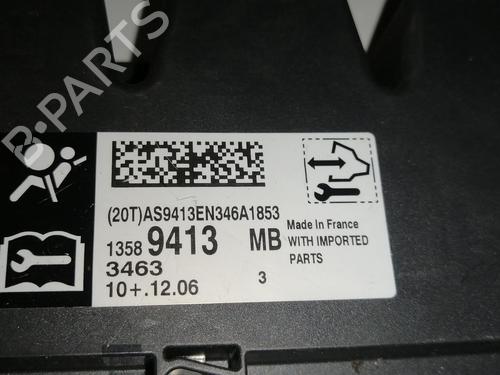 B-PARTS
(20T)AS9413EN346A1853
1358 9413 MB
3463
10+.12.06
3
Made In France
WITH IMPORTED
PARTS